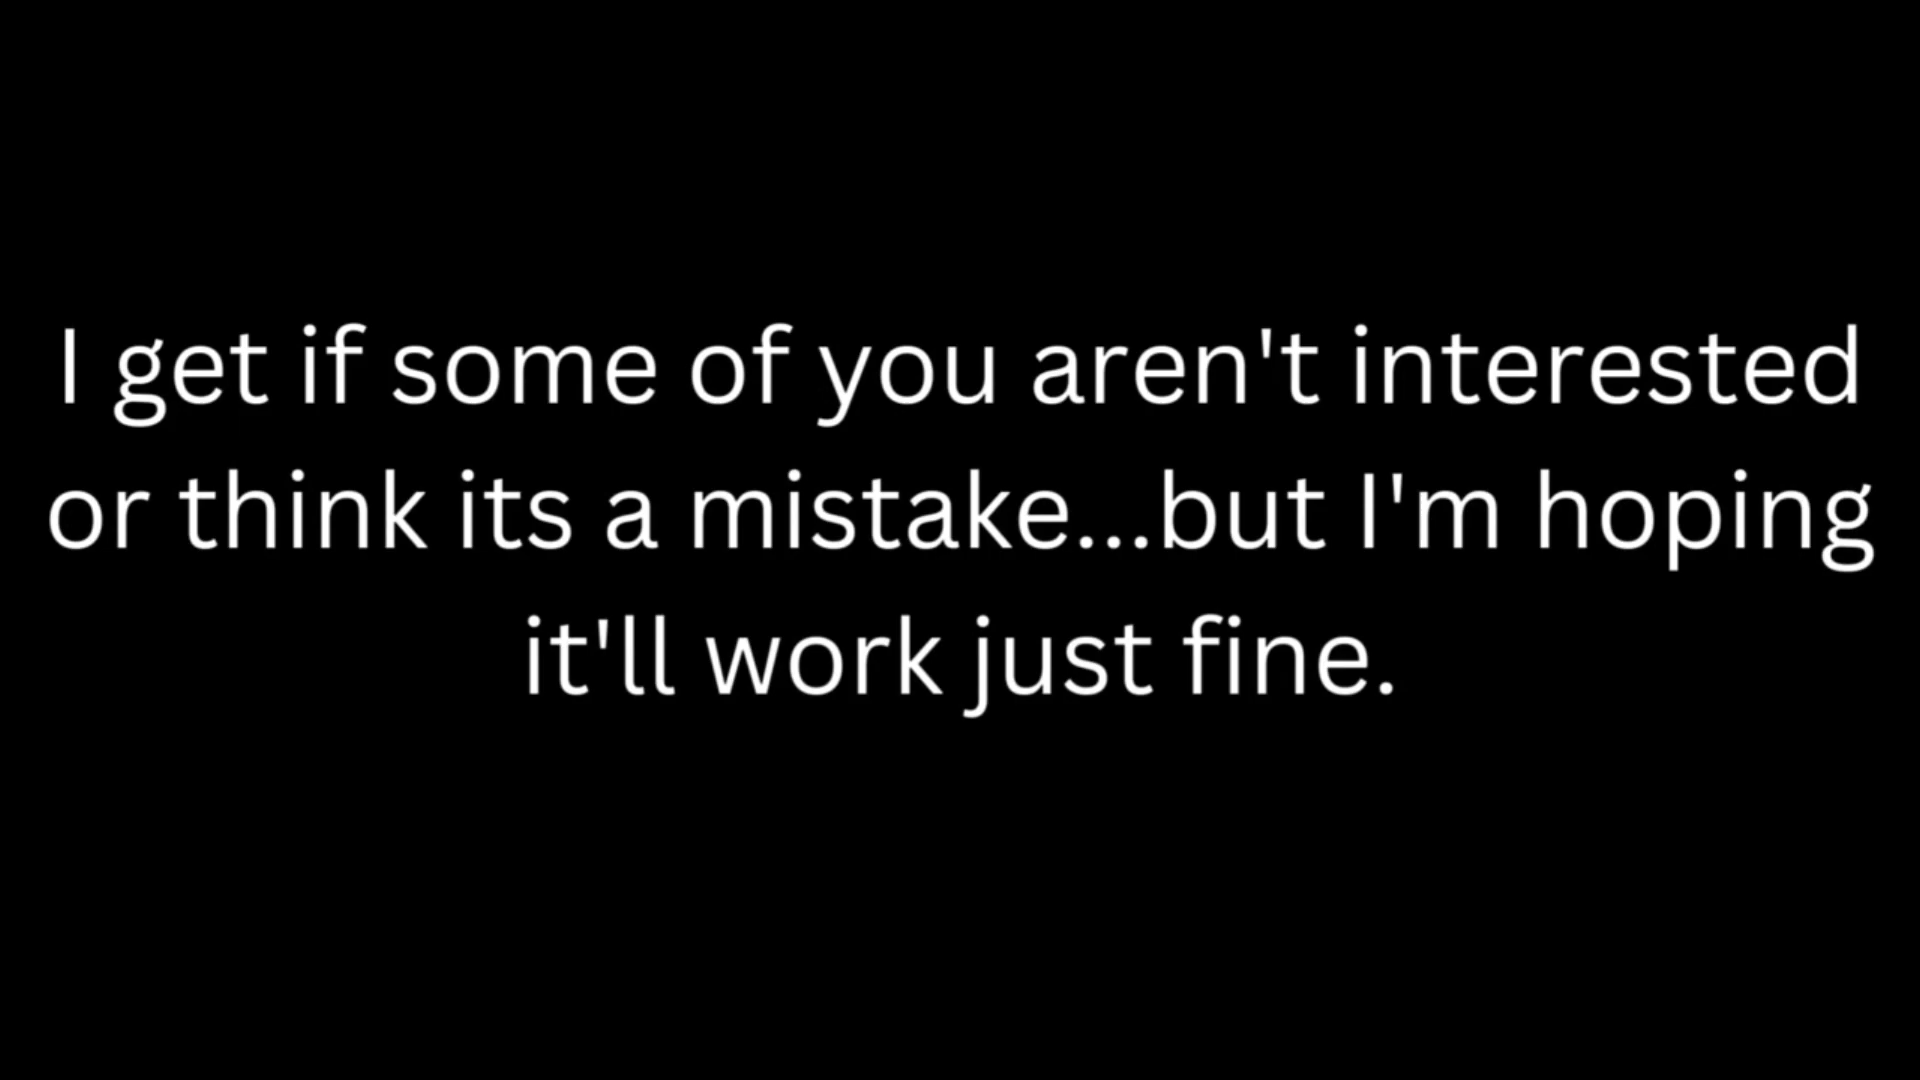 I get if some of you aren't interested
or think its a mistake...but I'm hoping
it'll work just fine.